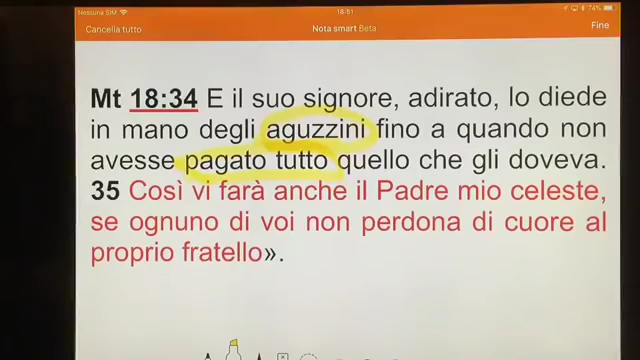 Nessuna SIM
18:51
74%
Cancella tutto
Nota smart Beta
Fine
Mt 18:34 E il suo signore, adirato, lo diede
in mano degli aguzzini fino a quando non
avesse pagato tutto quello che gli doveva.
35 Così vi farà anche il Padre mio celeste,
se ognuno di voi non perdona di cuore al
proprio fratello».